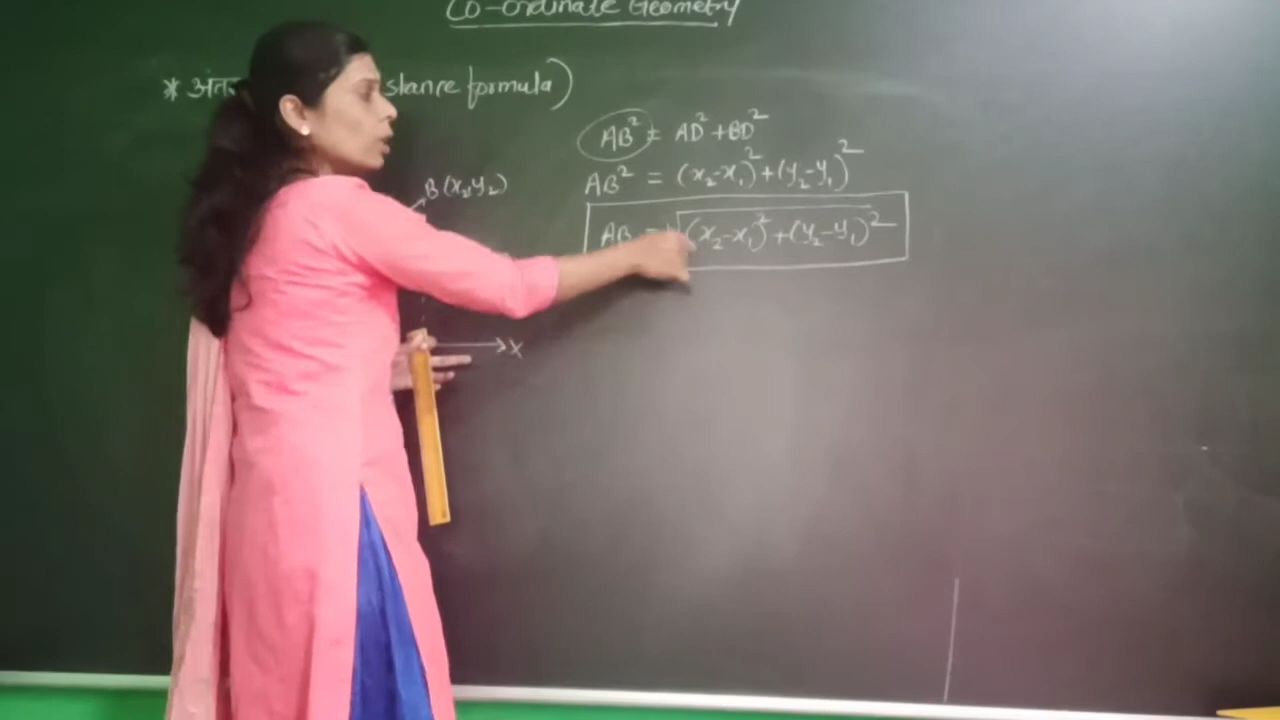 Co-ordinate Geometry
* stance formula)
AB² = AD² + BD²
AB² = (x₂-x₁)² + (y₂-y₁)²
B (x₂, y₂)
AB = √(x₂-x₁)² + (y₂-y₁)²
X